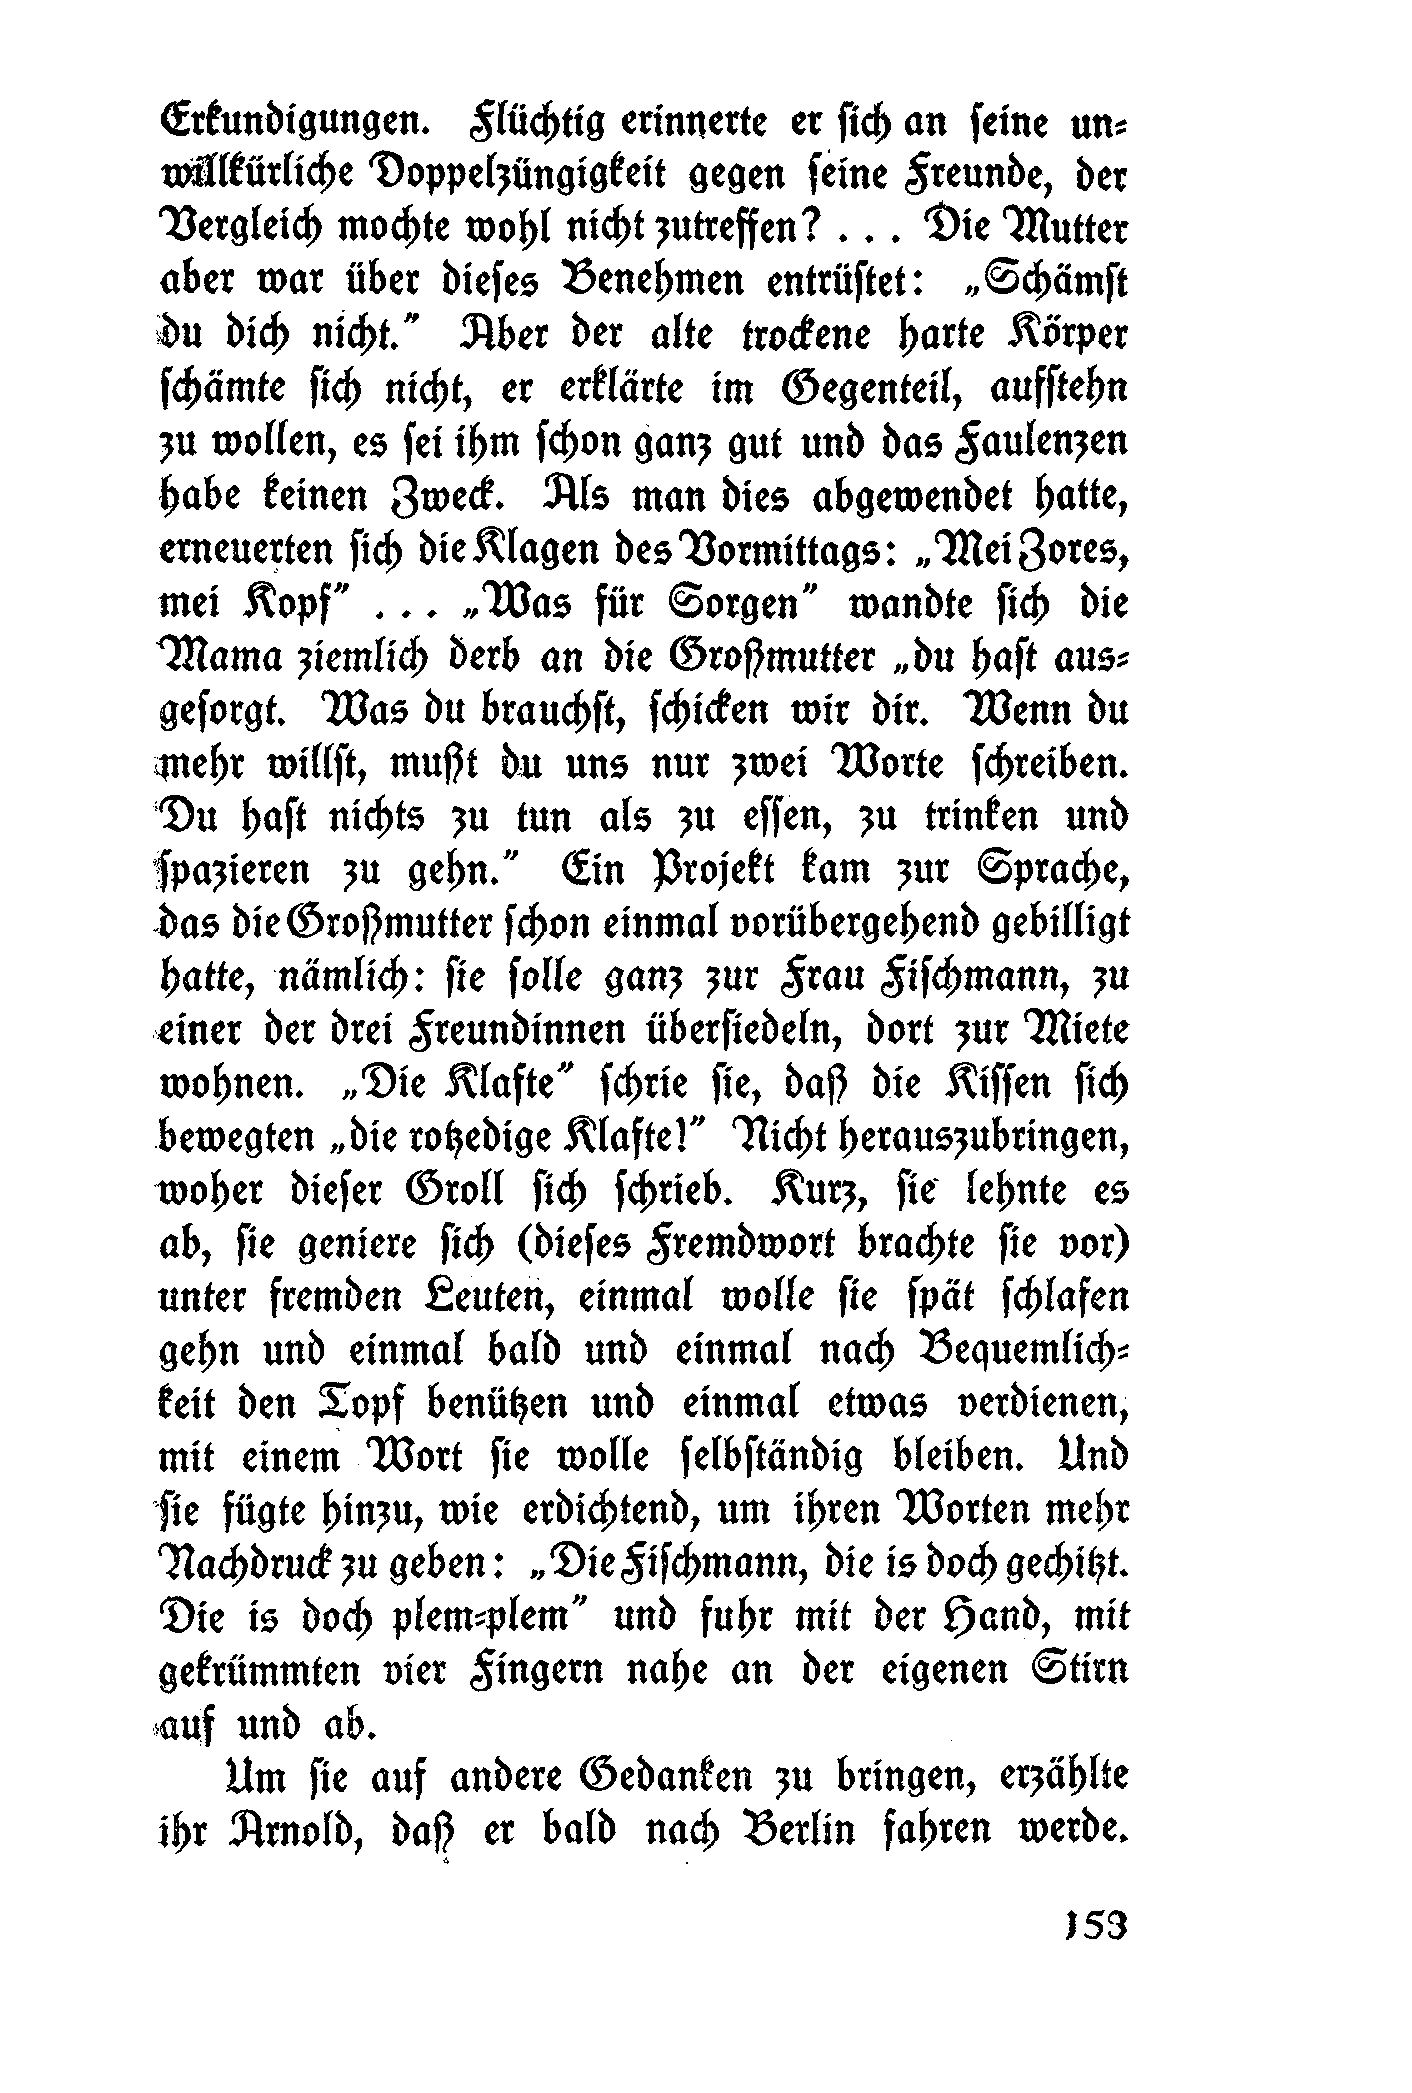 Erkundigungen. Flüchtig erinnerte er sich an seine un-
willkürliche Doppelzüngigkeit gegen seine Freunde, der
Vergleich mochte wohl nicht zutreffen? . . . Die Mutter
aber war über dieses Benehmen entrüstet: „Schämst
du dich nicht.” Aber der alte trockene harte Körper
schämte sich nicht, er erklärte im Gegenteil, aufstehn
zu wollen, es sei ihm schon ganz gut und das Faulenzen
habe keinen Zweck. Als man dies abgewendet hatte,
erneuerten sich die Klagen des Vormittags: „Mei Zores,
mei Kopf” . . . „Was für Sorgen” wandte sich die
Mama ziemlich derb an die Großmutter „du hast aus-
gesorgt. Was du brauchst, schicken wir dir. Wenn du
mehr willst, mußt du uns nur zwei Worte schreiben.
Du hast nichts zu tun als zu essen, zu trinken und
spazieren zu gehn.” Ein Projekt kam zur Sprache,
das die Großmutter schon einmal vorübergehend gebilligt
hatte, nämlich: sie solle ganz zur Frau Fischmann, zu
einer der drei Freundinnen übersiedeln, dort zur Miete
wohnen. „Die Klafte” schrie sie, daß die Kissen sich
bewegten „die rotzedige Klafte!” Nicht herauszubringen,
woher dieser Groll sich schrieb. Kurz, sie lehnte es
ab, sie geniere sich (dieses Fremdwort brachte sie vor)
unter fremden Leuten, einmal wolle sie spät schlafen
gehn und einmal bald und einmal nach Bequemlich-
keit den Topf benützen und einmal etwas verdienen,
mit einem Wort sie wolle selbständig bleiben. Und
sie fügte hinzu, wie erdichtend, um ihren Worten mehr
Nachdruck zu geben: „Die Fischmann, die is doch gechitzt.
Die is doch plem-plem” und fuhr mit der Hand, mit
gekrümmten vier Fingern nahe an der eigenen Stirn
auf und ab.
Um sie auf andere Gedanken zu bringen, erzählte
ihr Arnold, daß er bald nach Berlin fahren werde.
153